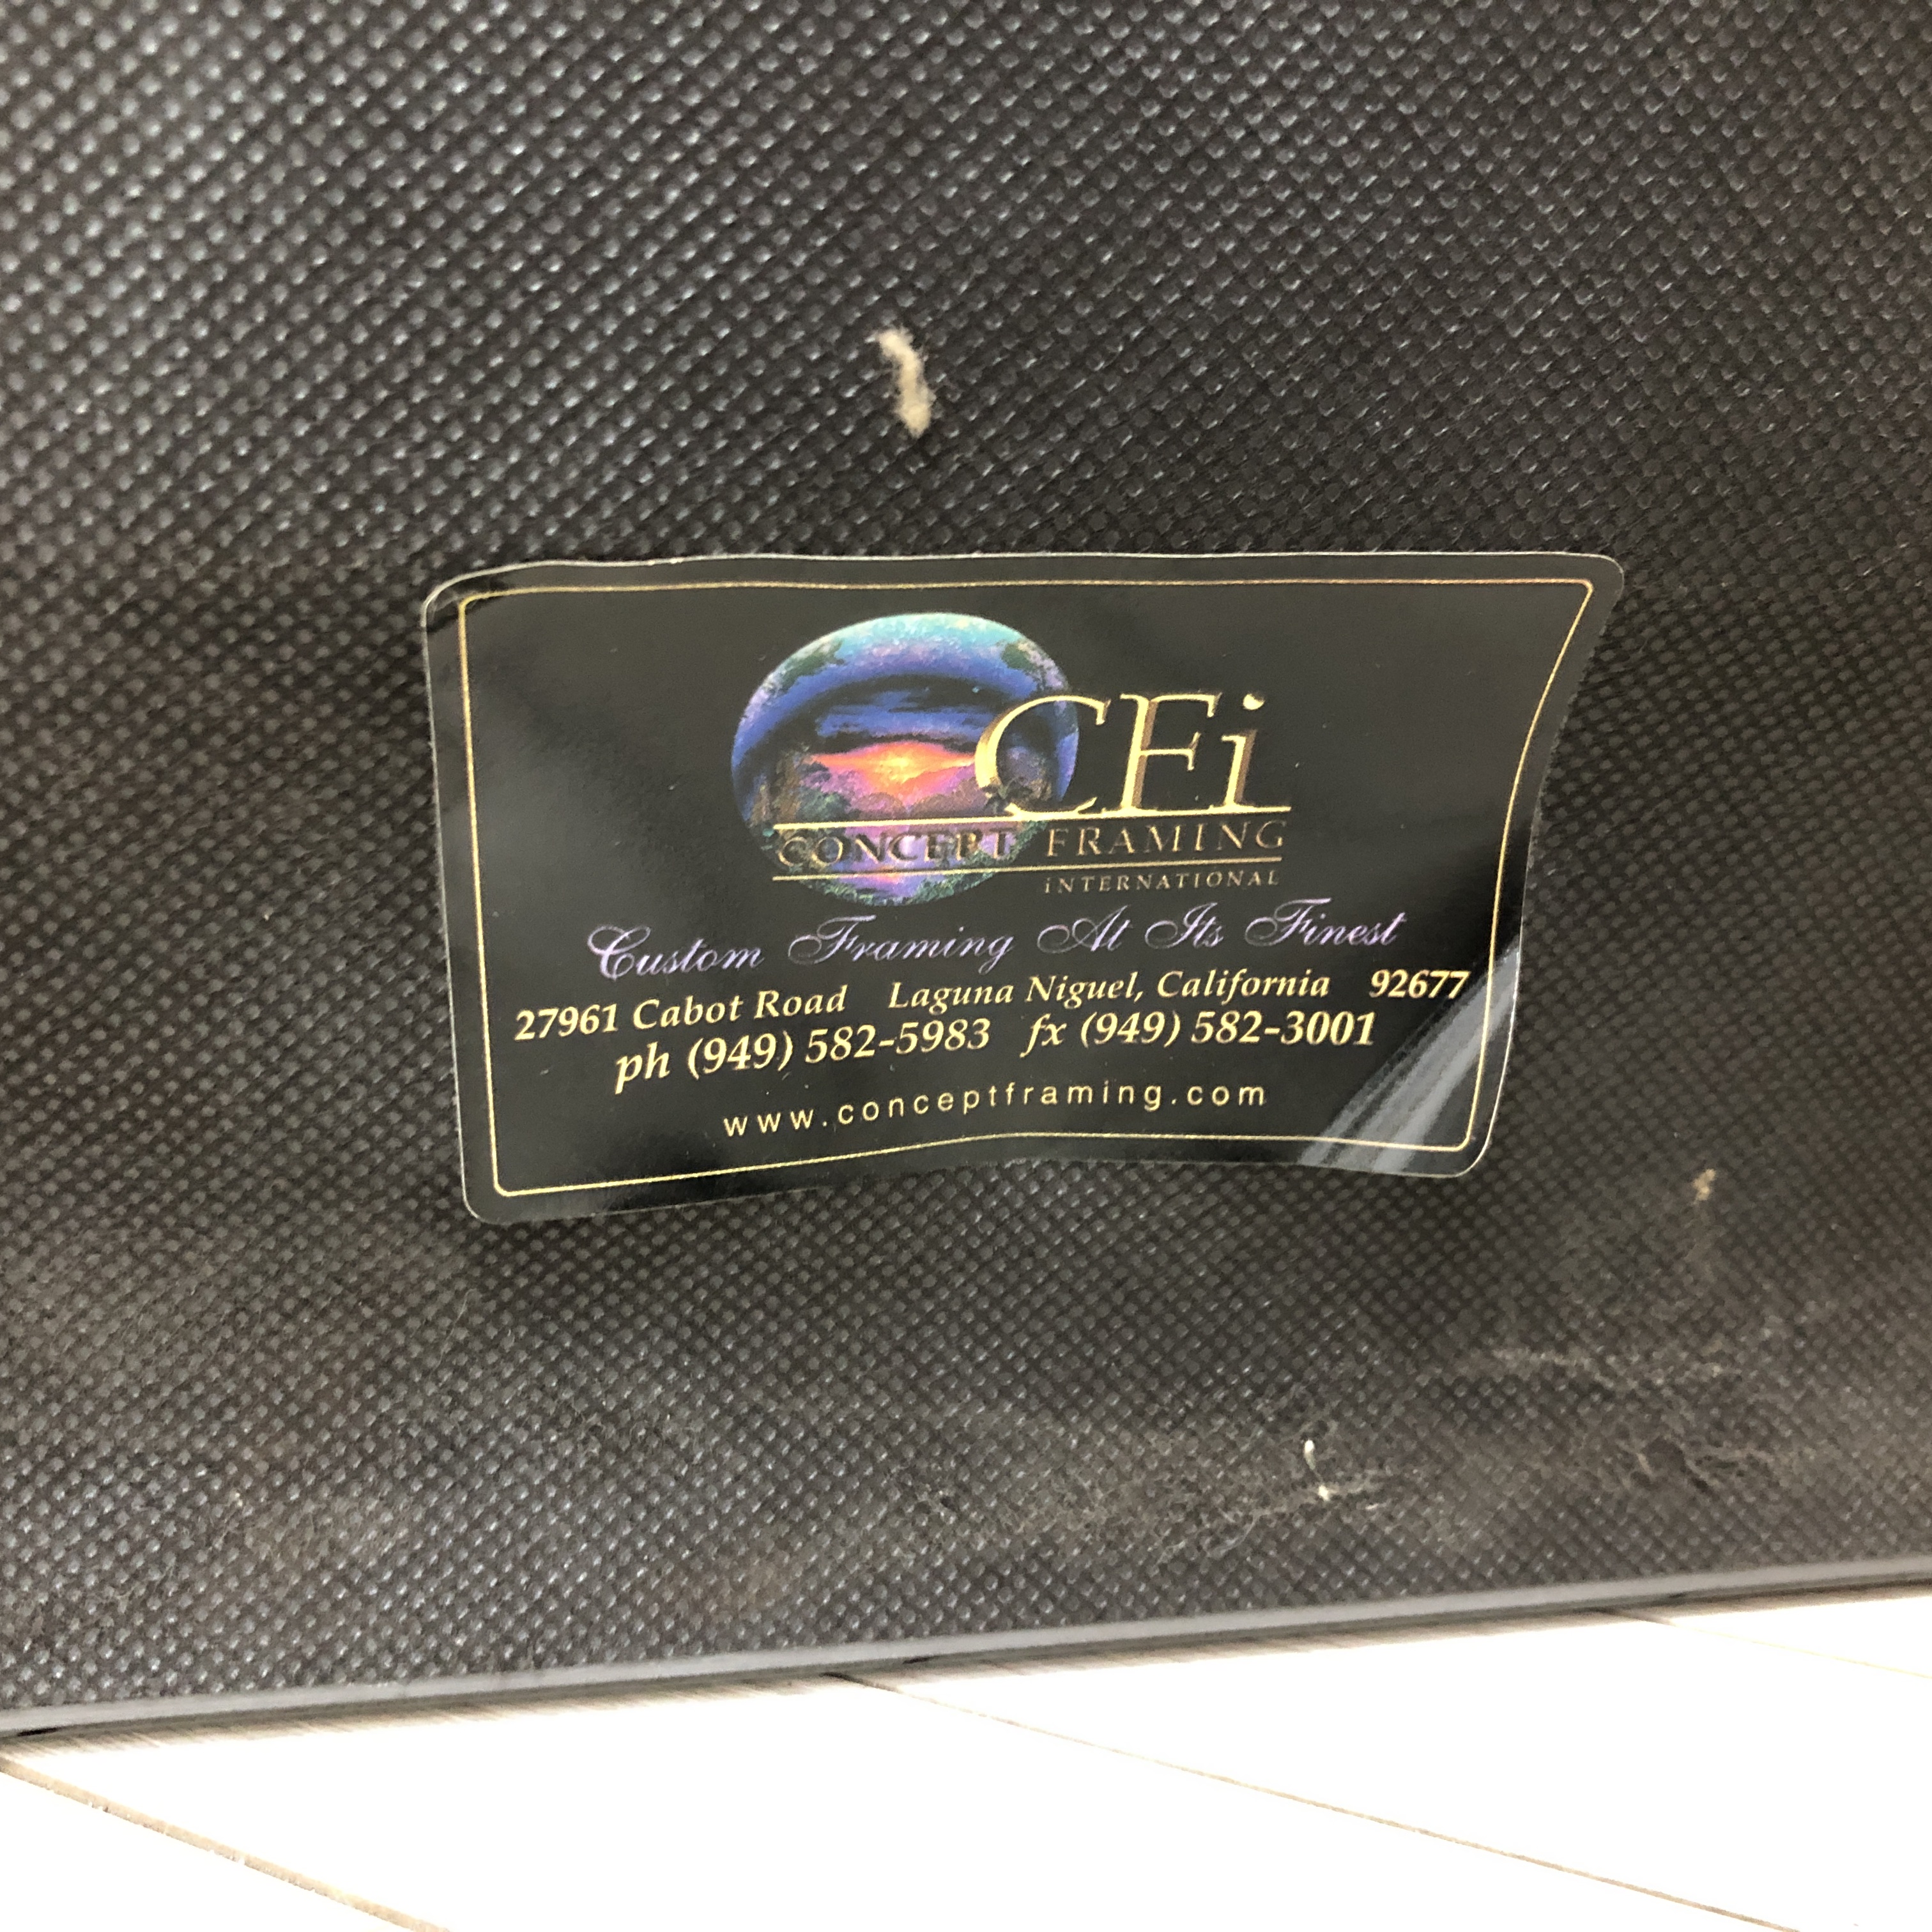 CFi
CONCEPT FRAMING
INTERNATIONAL
Custom Framing At Its Finest
27961 Cabot Road Laguna Niguel, California 92677
ph (949) 582-5983 fx (949) 582-3001
www.conceptframing.com